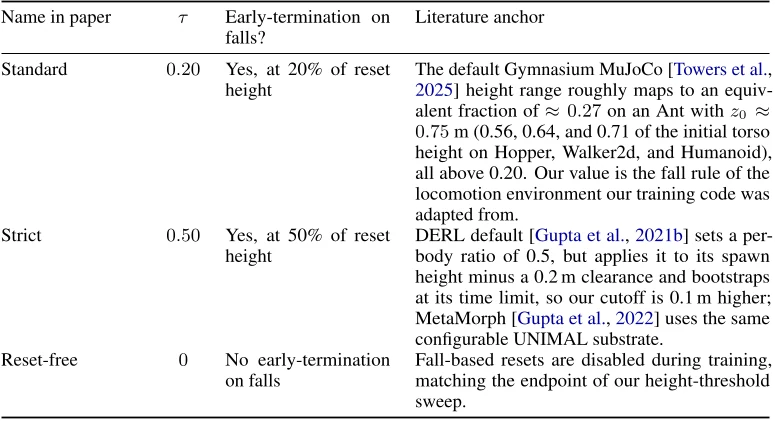 Name in paper τ Early-termination on falls? Literature anchor
Standard 0.20 Yes, at 20% of reset height
The default Gymnasium MuJoCo [Towers et al.,
2025] height range roughly maps to an equiv-
alent fraction of ≈ 0.27 on an Ant with z₀ ≈
0.75 m (0.56, 0.64, and 0.71 of the initial torso
height on Hopper, Walker2d, and Humanoid),
all above 0.20. Our value is the fall rule of the
locomotion environment our training code was
adapted from.
Strict 0.50 Yes, at 50% of reset height
DERL default [Gupta et al., 2021b] sets a per-
body ratio of 0.5, but applies it to its spawn
height minus a 0.2 m clearance and bootstraps
at its time limit, so our cutoff is 0.1 m higher;
MetaMorph [Gupta et al., 2022] uses the same
configurable UNIMAL substrate.
Reset-free 0 No early-termination on falls
Fall-based resets are disabled during training,
matching the endpoint of our height-threshold
sweep.